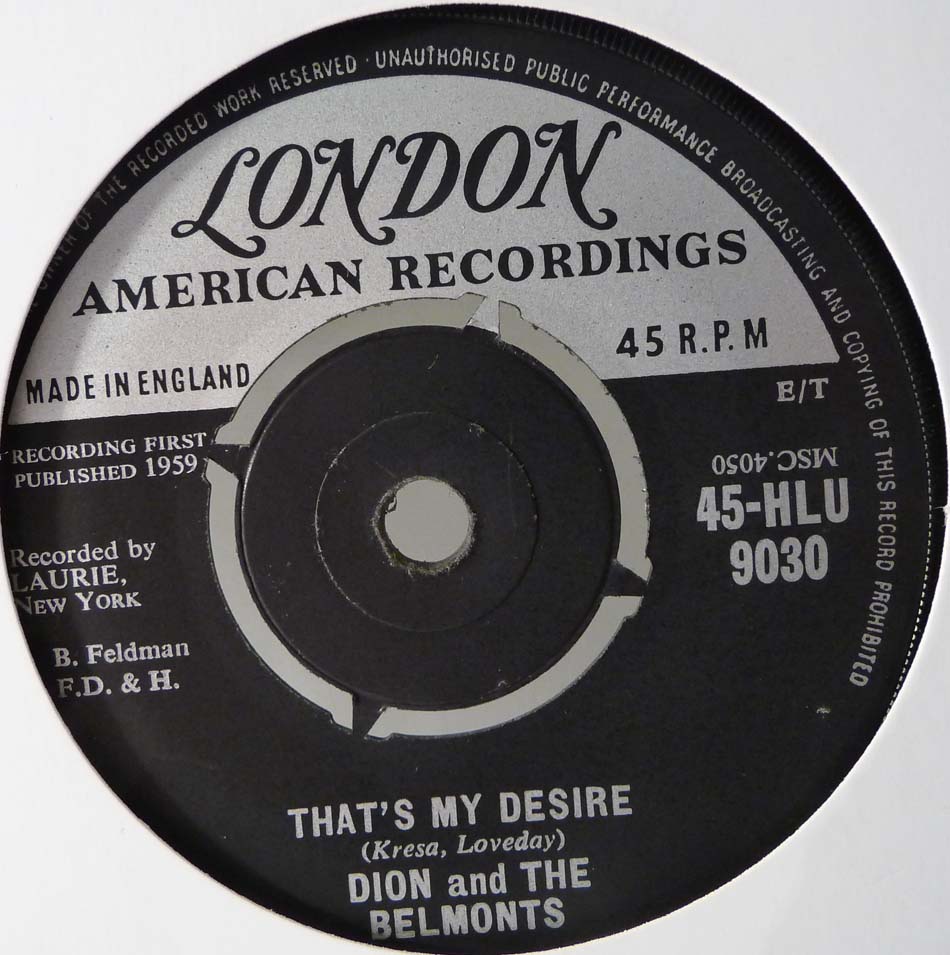 OF THE RECORDED WORK RESERVED · UNAUTHORISED PUBLIC PERFORMANCE BROADCASTING AND COPYING OF THIS RECORD PROHIBITED
LONDON
AMERICAN RECORDINGS
45 R.P.M
MADE IN ENGLAND
E/T
RECORDING FIRST
PUBLISHED 1959
MSC.4050
45-HLU
9030
Recorded by
LAURIE,
NEW YORK
B. Feldman
F.D. & H.
THAT'S MY DESIRE
(Kresa, Loveday)
DION and THE
BELMONTS